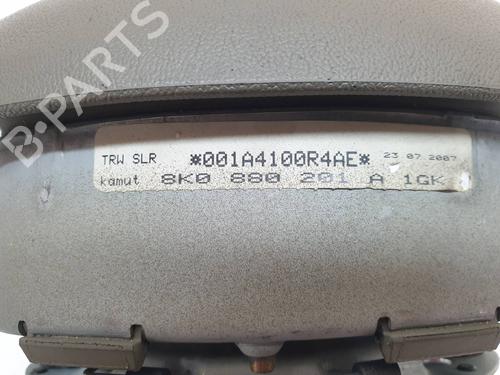 B-PARTS
TRW SLR *001A4100R4AE* 23 07 2007
kamut 8K0 880 201 A 1GK